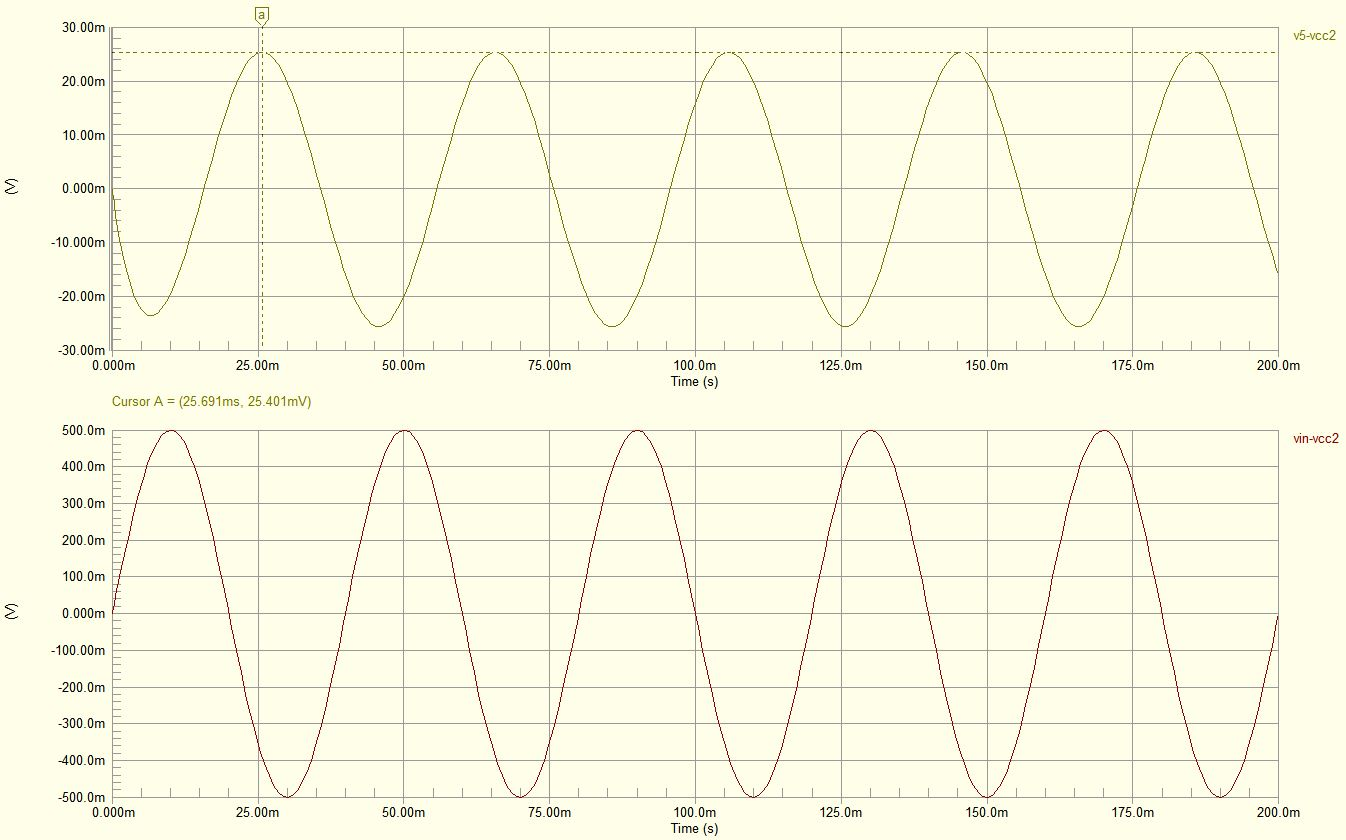 a
30.00m
v5-vcc2
20.00m
10.00m
0.000m
(V)
-10.000m
-20.00m
-30.00m
0.000m 25.00m 50.00m 75.00m 100.0m 125.0m 150.0m 175.0m 200.0m
Time (s)
Cursor A = (25.691ms, 25.401mV)
500.0m
vin-vcc2
400.0m
300.0m
200.0m
100.0m
0.000m
(V)
-100.0m
-200.0m
-300.0m
-400.0m
-500.0m
0.000m 25.00m 50.00m 75.00m 100.0m 125.0m 150.0m 175.0m 200.0m
Time (s)